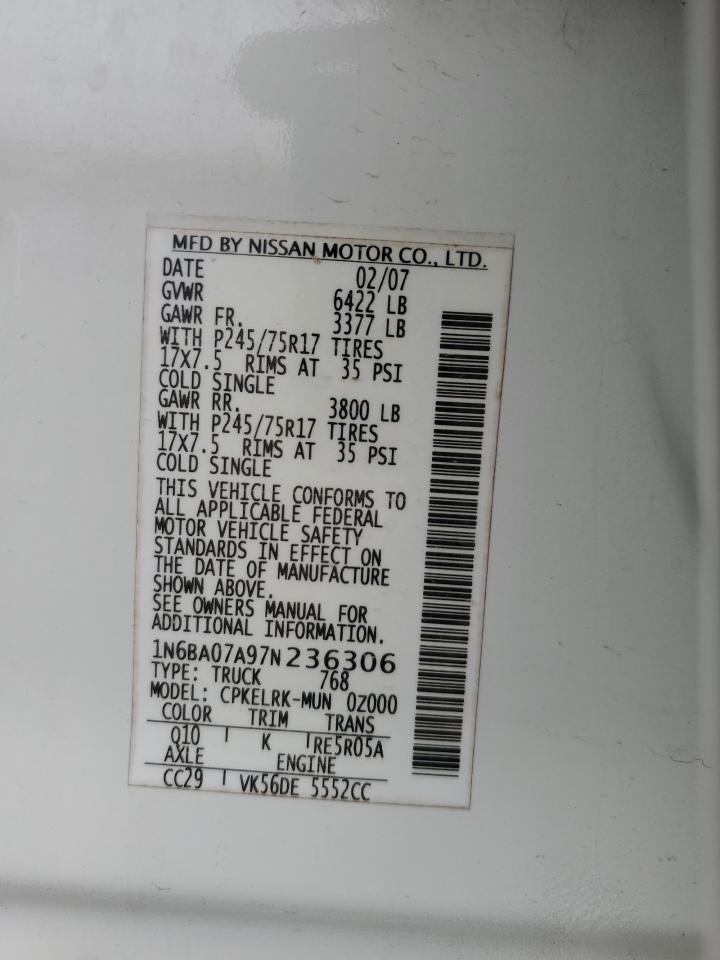 MFD BY NISSAN MOTOR CO., LTD.
DATE 02/07
GVWR 6422 LB
GAWR FR. 3377 LB
WITH P245/75R17 TIRES
17X7.5 RIMS AT 35 PSI
COLD SINGLE
GAWR RR. 3800 LB
WITH P245/75R17 TIRES
17X7.5 RIMS AT 35 PSI
COLD SINGLE
THIS VEHICLE CONFORMS TO
ALL APPLICABLE FEDERAL
MOTOR VEHICLE SAFETY
STANDARDS IN EFFECT ON
THE DATE OF MANUFACTURE
SHOWN ABOVE.
SEE OWNERS MANUAL FOR
ADDITIONAL INFORMATION.
1N6BA07A97N236306
TYPE: TRUCK 768
MODEL: CPKELRK-MUN 0Z000
COLOR TRIM TRANS
Q10 K RE5R05A
AXLE ENGINE
CC29 VK56DE 5552CC